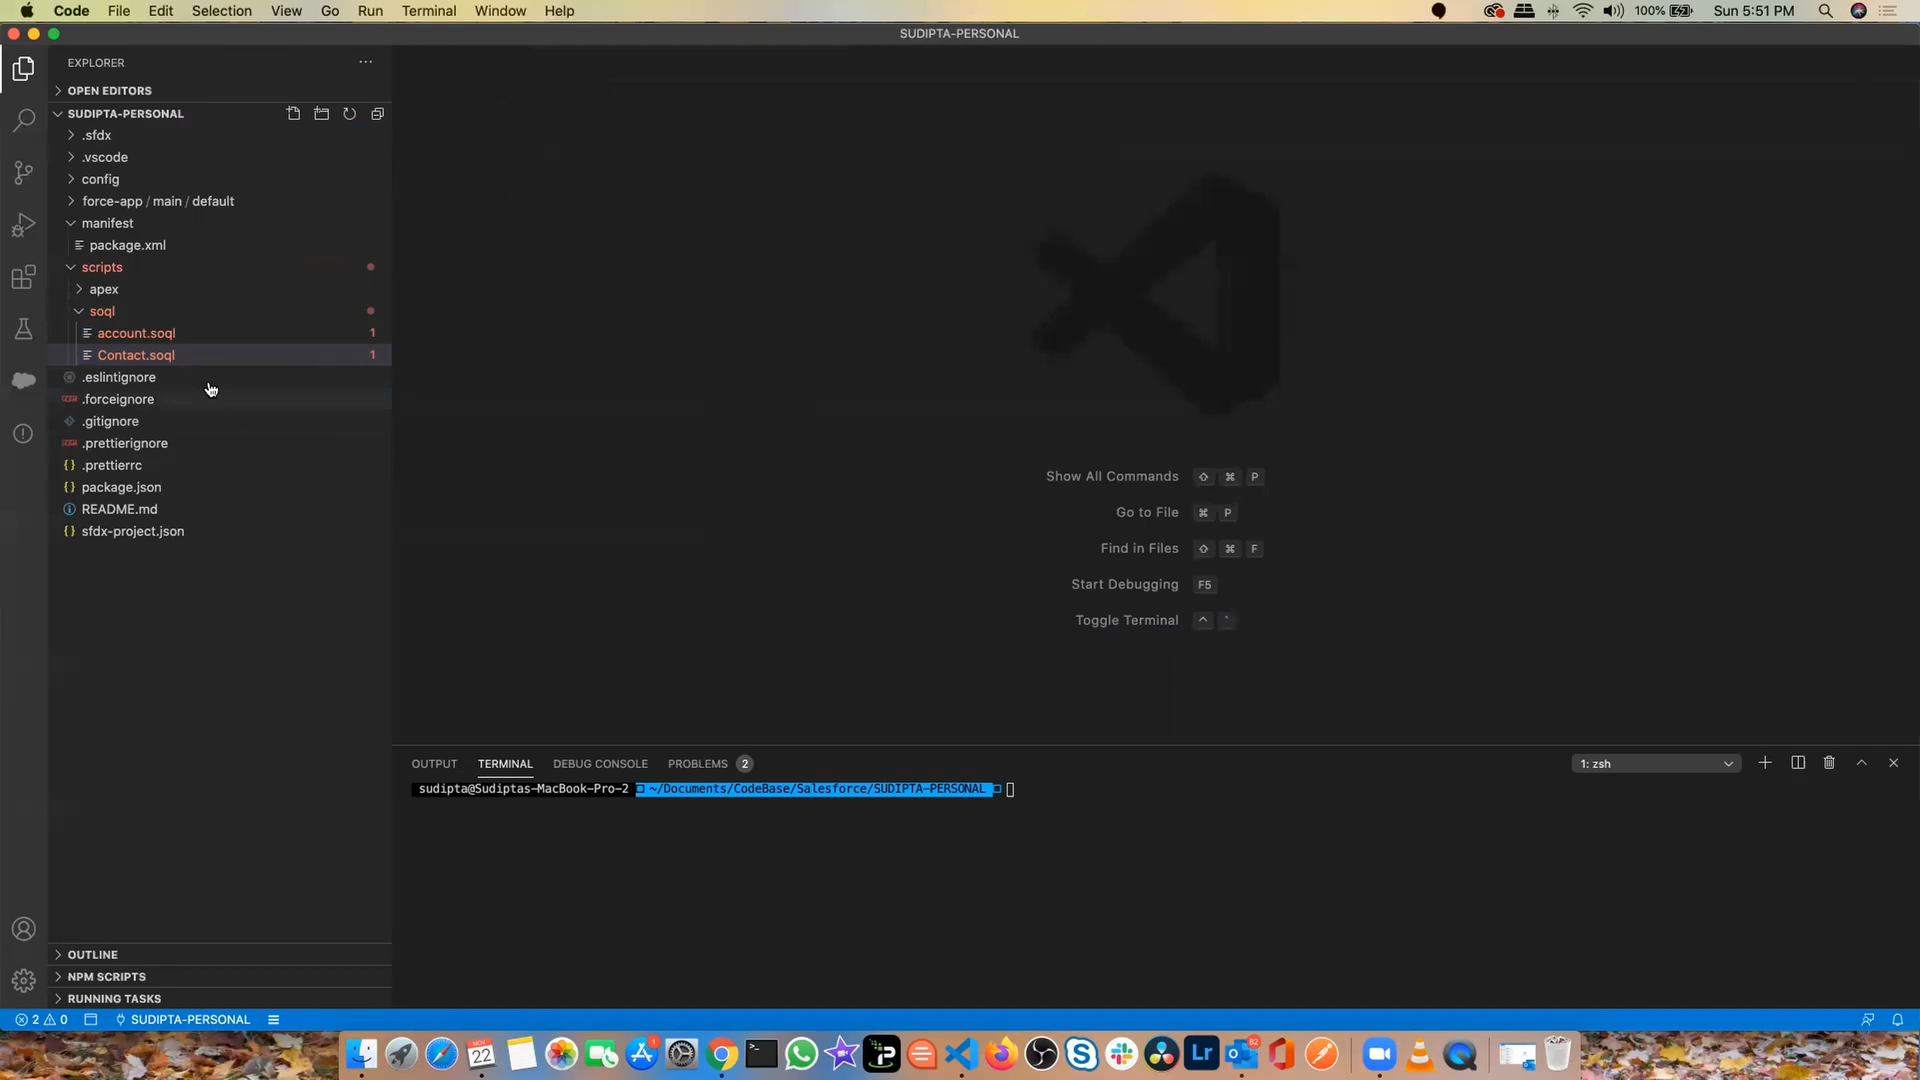 Code File Edit Selection View Go Run Terminal Window Help
100% Sun 5:51 PM
SUDIPTA-PERSONAL
EXPLORER
OPEN EDITORS
SUDIPTA-PERSONAL
.sfdx
.vscode
config
force-app / main / default
manifest
package.xml
scripts
apex
soql
account.soql 1
Contact.soql 1
.eslintignore
.forceignore
.gitignore
.prettierignore
{} .prettierrc
{} package.json
README.md
{} sfdx-project.json
Show All Commands ⇧ ⌘ P
Go to File ⌘ P
Find in Files ⇧ ⌘ F
Start Debugging F5
Toggle Terminal ^ `
OUTPUT TERMINAL DEBUG CONSOLE PROBLEMS 2
1: zsh
sudipta@Sudiptas-MacBook-Pro-2 ~/Documents/CodeBase/Salesforce/SUDIPTA-PERSONAL
OUTLINE
NPM SCRIPTS
RUNNING TASKS
2 0 SUDIPTA-PERSONAL
NOV
22
1
Lr
82